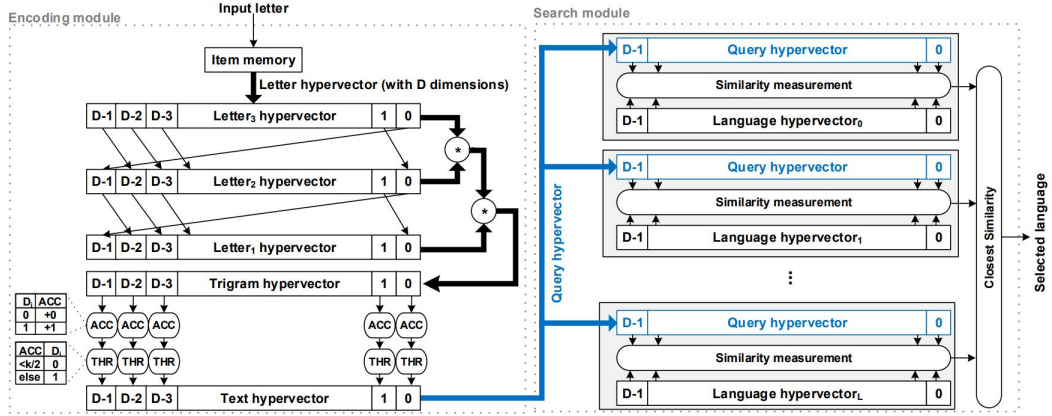 Encoding module
Input letter
Item memory
Letter hypervector (with D dimensions)
D-1 D-2 D-3 Letter₃ hypervector 1 0
*
D-1 D-2 D-3 Letter₂ hypervector 1 0
*
D-1 D-2 D-3 Letter₁ hypervector 1 0
D-1 D-2 D-3 Trigram hypervector 1 0
Dᵢ ACC
0 +0
1 +1
ACC ACC ACC ACC ACC
ACC Dᵢ
<k/2 0
else 1
THR THR THR THR THR
D-1 D-2 D-3 Text hypervector 1 0
Query hypervector
Search module
D-1 Query hypervector 0
Similarity measurement
D-1 Language hypervector₀ 0
D-1 Query hypervector 0
Similarity measurement
D-1 Language hypervector₁ 0
...
D-1 Query hypervector 0
Similarity measurement
D-1 Language hypervector_L 0
Closest Similarity
Selected language